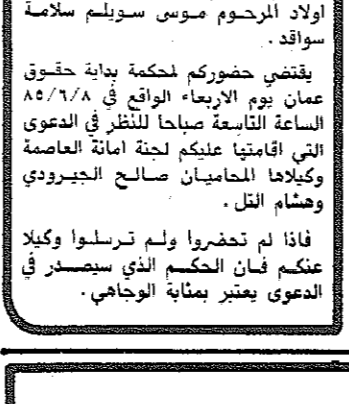 اولاد المرحوم موسى سويلم سلامة
سواقد .
يقتضي حضوركم لمحكمة بداية حقوق
عمان يوم الاربعاء الواقع في ٨٥/٦/٨
الساعة التاسعة صباحا للنظر في الدعوى
التي اقامتها عليكم لجنة امانة العاصمة
وكيلاها المحاميان صالح الجيرودي
وهشام التل .
فاذا لم تحضروا ولم ترسلوا وكيلا
عنكم فان الحكم الذي سيصدر في
الدعوى يعتبر بمثابة الوجاهي .